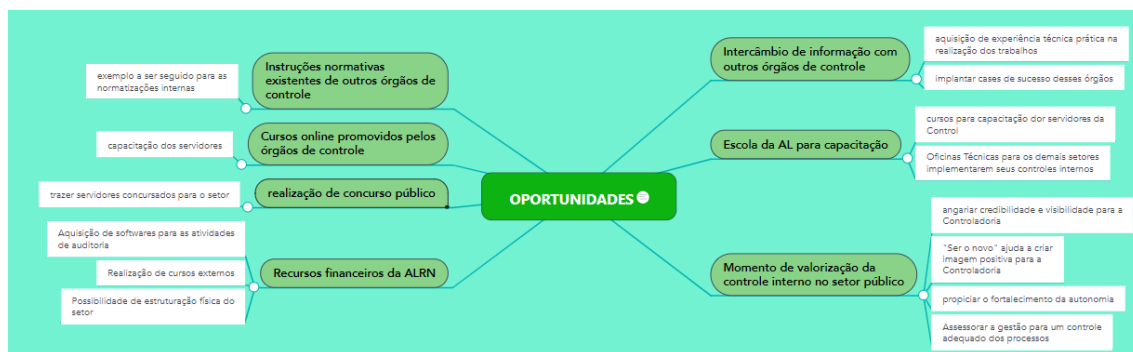 OPORTUNIDADES
Instruções normativas
existentes de outros órgãos de
controle
exemplo a ser seguido para as
normatizações internas
Cursos online promovidos pelos
órgãos de controle
capacitação dos servidores
realização de concurso público
trazer servidores concursados para o setor
Recursos financeiros da ALRN
Aquisição de softwares para as atividades
de auditoria
Realização de cursos externos
Possibilidade de estruturação física do
setor
Intercâmbio de informação com
outros órgãos de controle
aquisição de experiência técnica prática na
realização dos trabalhos
implantar cases de sucesso desses órgãos
Escola da AL para capacitação
cursos para capacitação dor servidores da
Control
Oficinas Técnicas para os demais setores
implementarem seus controles internos
Momento de valorização da
controle interno no setor público
angariar credibilidade e visibilidade para a
Controladoria
"Ser o novo" ajuda a criar
imagem positiva para a
Controladoria
propiciar o fortalecimento da autonomia
Assessorar a gestão para um controle
adequado dos processos